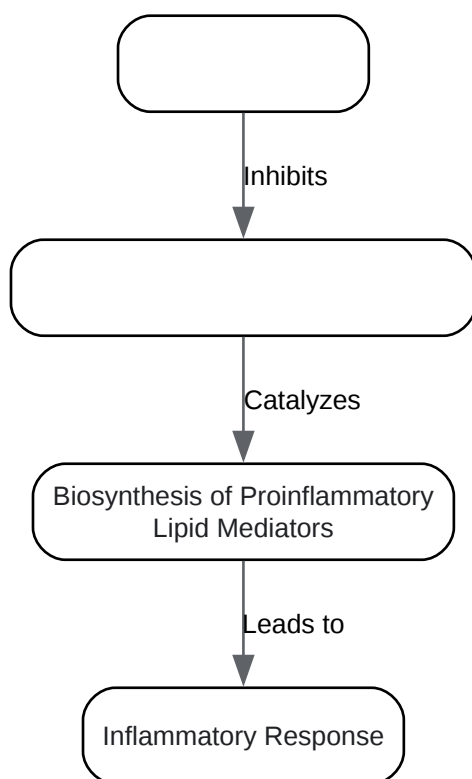 Inhibits
Catalyzes
Biosynthesis of Proinflammatory
Lipid Mediators
Leads to
Inflammatory Response